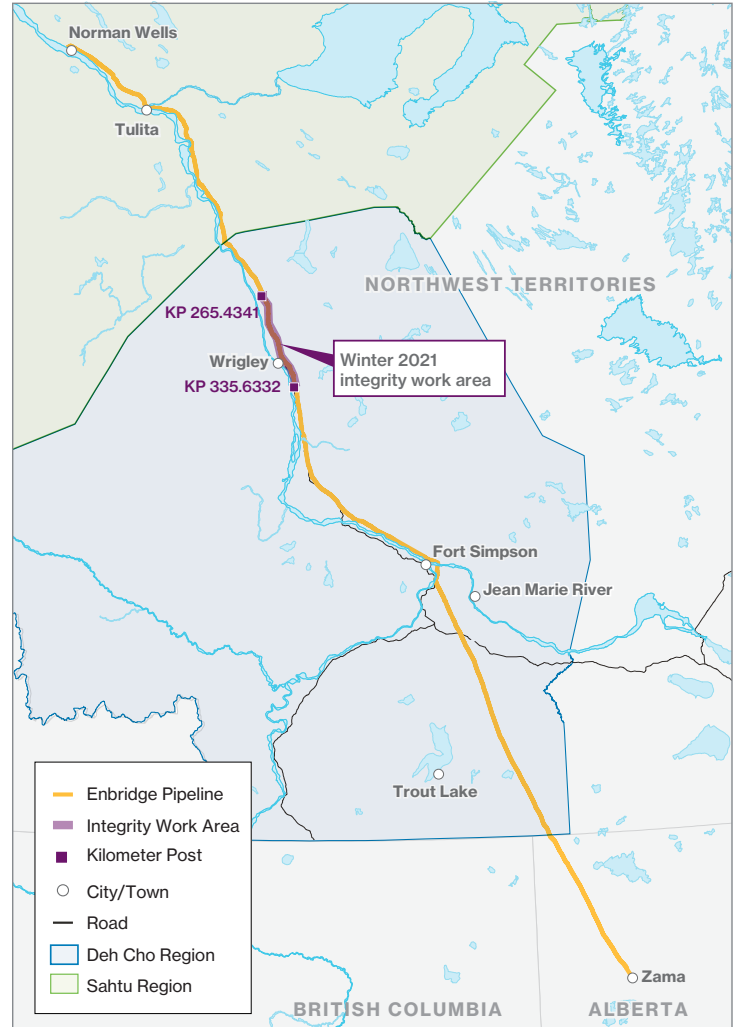 Norman Wells
Tulita
NORTHWEST TERRITORIES
KP 265.4341
Winter 2021
integrity work area
Wrigley
KP 335.6332
Fort Simpson
Jean Marie River
Trout Lake
Enbridge Pipeline
Integrity Work Area
Kilometer Post
City/Town
Road
Deh Cho Region
Sahtu Region
Zama
BRITISH COLUMBIA
ALBERTA